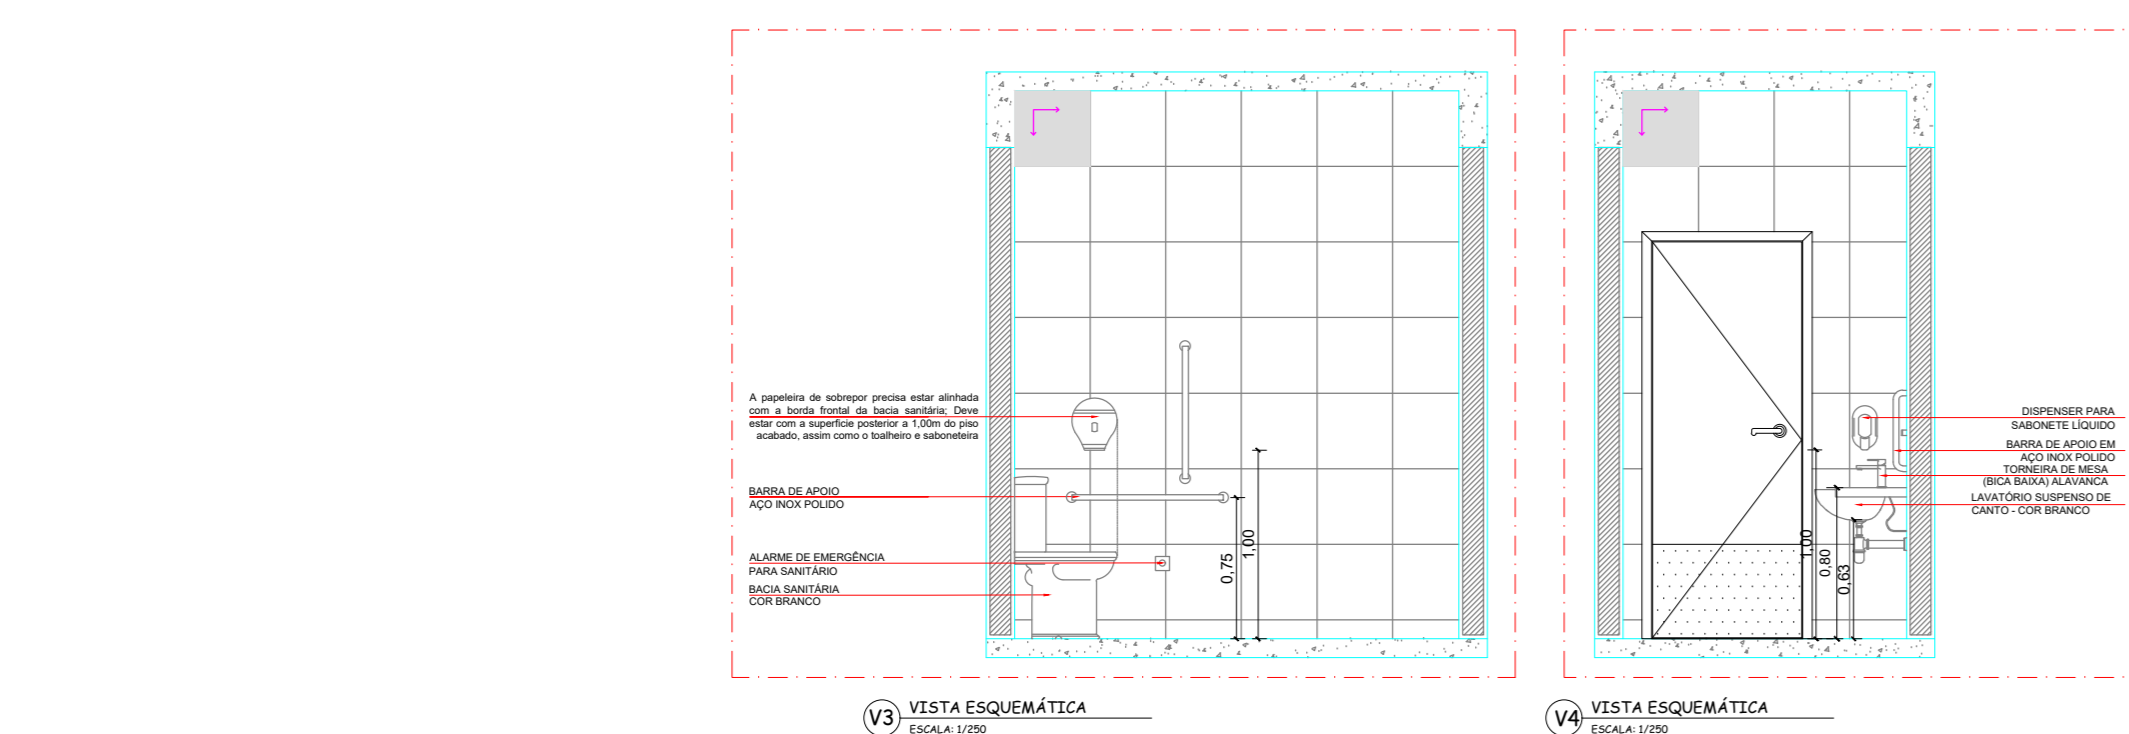 A papeleira de sobrepor precisa estar alinhada
com a borda frontal da bacia sanitária; Deve
estar com a superfície posterior a 1,00m do piso
acabado, assim como o toalheiro e saboneteira
BARRA DE APOIO
AÇO INOX POLIDO
ALARME DE EMERGÊNCIA
PARA SANITÁRIO
BACIA SANITÁRIA
COR BRANCO
0,75
1,00
V3
VISTA ESQUEMÁTICA
ESCALA: 1/250
DISPENSER PARA
SABONETE LÍQUIDO
BARRA DE APOIO EM
AÇO INOX POLIDO
TORNEIRA DE MESA
(BICA BAIXA) ALAVANCA
LAVATÓRIO SUSPENSO DE
CANTO - COR BRANCO
1,00
0,80
0,63
V4
VISTA ESQUEMÁTICA
ESCALA: 1/250